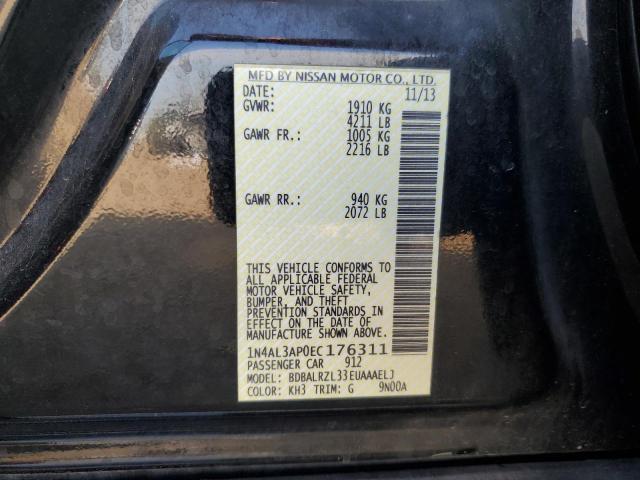 MFD BY NISSAN MOTOR CO., LTD.
DATE: 11/13
GVWR: 1910 KG
4211 LB
GAWR FR.: 1005 KG
2216 LB
GAWR RR.: 940 KG
2072 LB
THIS VEHICLE CONFORMS TO
ALL APPLICABLE FEDERAL
MOTOR VEHICLE SAFETY,
BUMPER, AND THEFT
PREVENTION STANDARDS IN
EFFECT ON THE DATE OF
MANUFACTURE SHOWN ABOVE.
1N4AL3AP0EC176311
PASSENGER CAR 912
MODEL: BDBALRZL33EUAAAELJ
COLOR: KH3 TRIM: G 9N00A